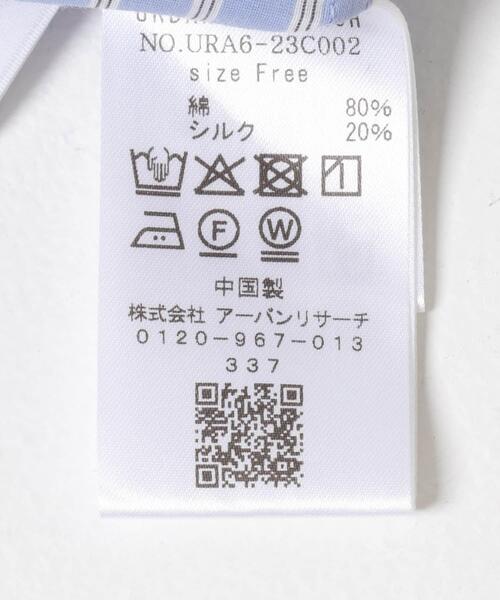 NO.URA6-23C002
size Free
綿 80%
シルク 20%
F W
中国製
株式会社 アーバンリサーチ
0120-967-013
337